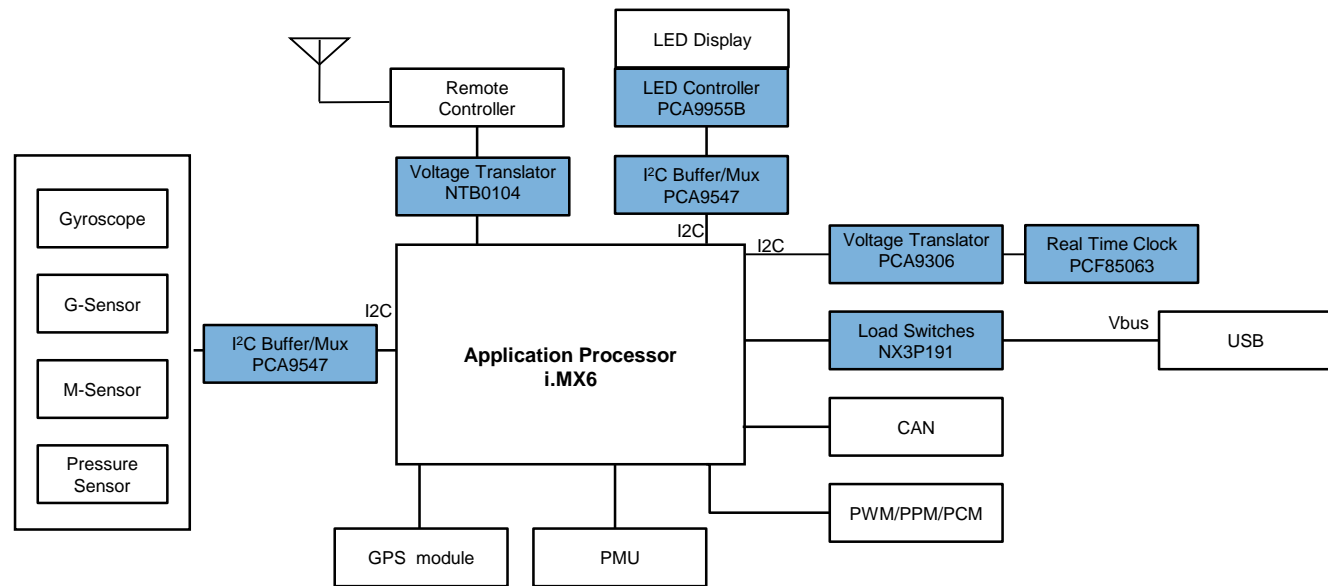 LED Display
LED Controller
PCA9955B
Remote
Controller
Voltage Translator
NTB0104
I²C Buffer/Mux
PCA9547
I2C
I2C
Voltage Translator
PCA9306
Real Time Clock
PCF85063
Gyroscope
G-Sensor
M-Sensor
Pressure
Sensor
I²C Buffer/Mux
PCA9547
I2C
Application Processor
i.MX6
Load Switches
NX3P191
Vbus
USB
CAN
PWM/PPM/PCM
GPS module
PMU